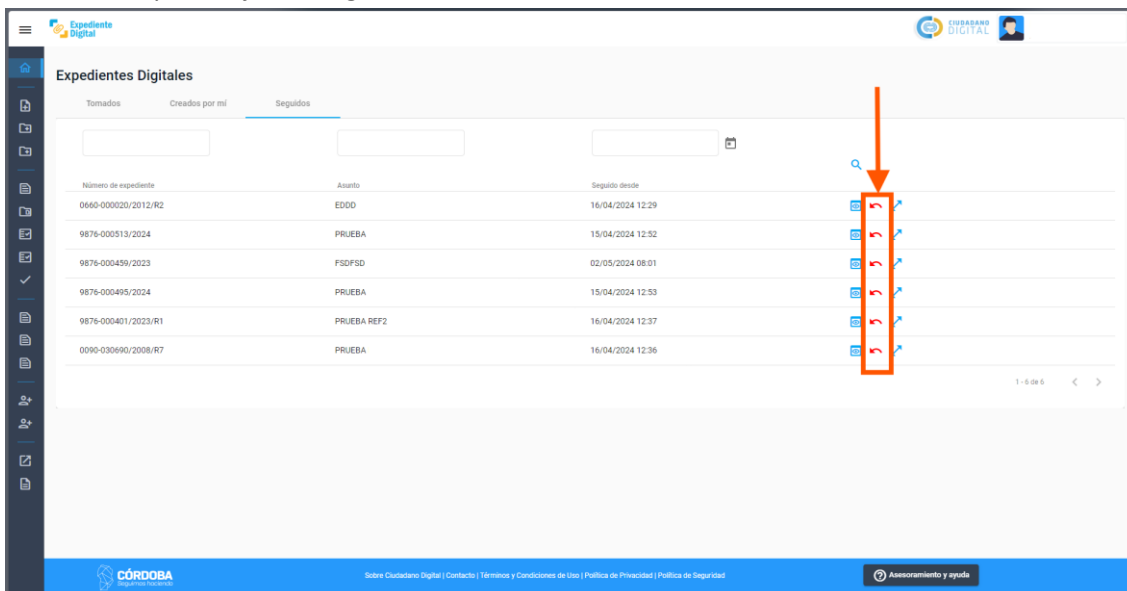 Expediente
Digital
CIUDADANO
DIGITAL
Expedientes Digitales
Tomados Creados por mí Seguidos
Número de expediente Asunto Seguido desde
0660-000020/2012/R2 EDDD 16/04/2024 12:29
9876-000513/2024 PRUEBA 15/04/2024 12:52
9876-000459/2023 FSDFSD 02/05/2024 08:01
9876-000495/2024 PRUEBA 15/04/2024 12:53
9876-000401/2023/R1 PRUEBA REF2 16/04/2024 12:37
0090-030690/2008/R7 PRUEBA 16/04/2024 12:36
1 - 6 de 6
CÓRDOBA
Seguimos haciendo
Sobre Ciudadano Digital | Contacto | Términos y Condiciones de Uso | Política de Privacidad | Política de Seguridad
Asesoramiento y ayuda